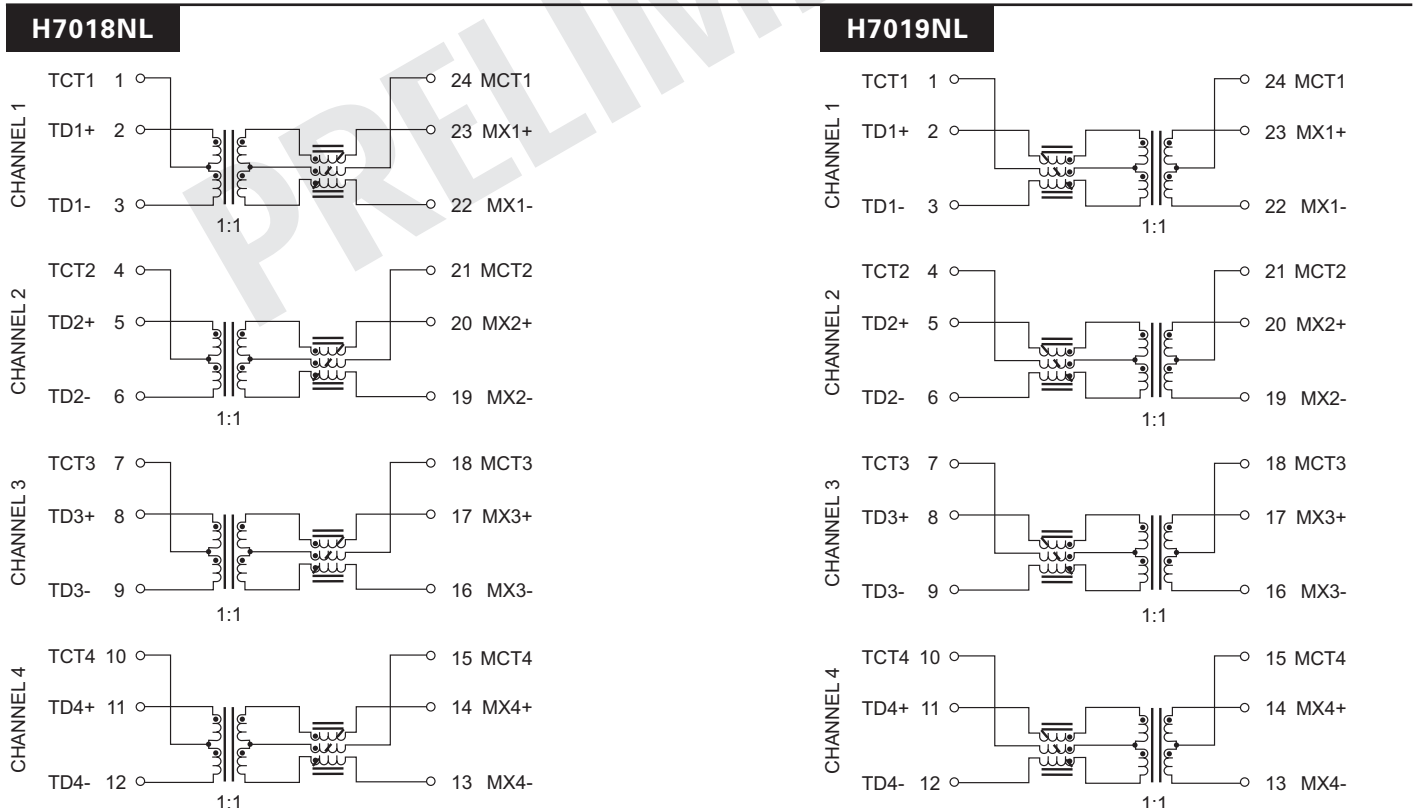 PRELIM
H7018NL
CHANNEL 1
TCT1 1
TD1+ 2
TD1- 3
1:1
24 MCT1
23 MX1+
22 MX1-
CHANNEL 2
TCT2 4
TD2+ 5
TD2- 6
1:1
21 MCT2
20 MX2+
19 MX2-
CHANNEL 3
TCT3 7
TD3+ 8
TD3- 9
1:1
18 MCT3
17 MX3+
16 MX3-
CHANNEL 4
TCT4 10
TD4+ 11
TD4- 12
1:1
15 MCT4
14 MX4+
13 MX4-
H7019NL
CHANNEL 1
TCT1 1
TD1+ 2
TD1- 3
1:1
24 MCT1
23 MX1+
22 MX1-
CHANNEL 2
TCT2 4
TD2+ 5
TD2- 6
1:1
21 MCT2
20 MX2+
19 MX2-
CHANNEL 3
TCT3 7
TD3+ 8
TD3- 9
1:1
18 MCT3
17 MX3+
16 MX3-
CHANNEL 4
TCT4 10
TD4+ 11
TD4- 12
1:1
15 MCT4
14 MX4+
13 MX4-